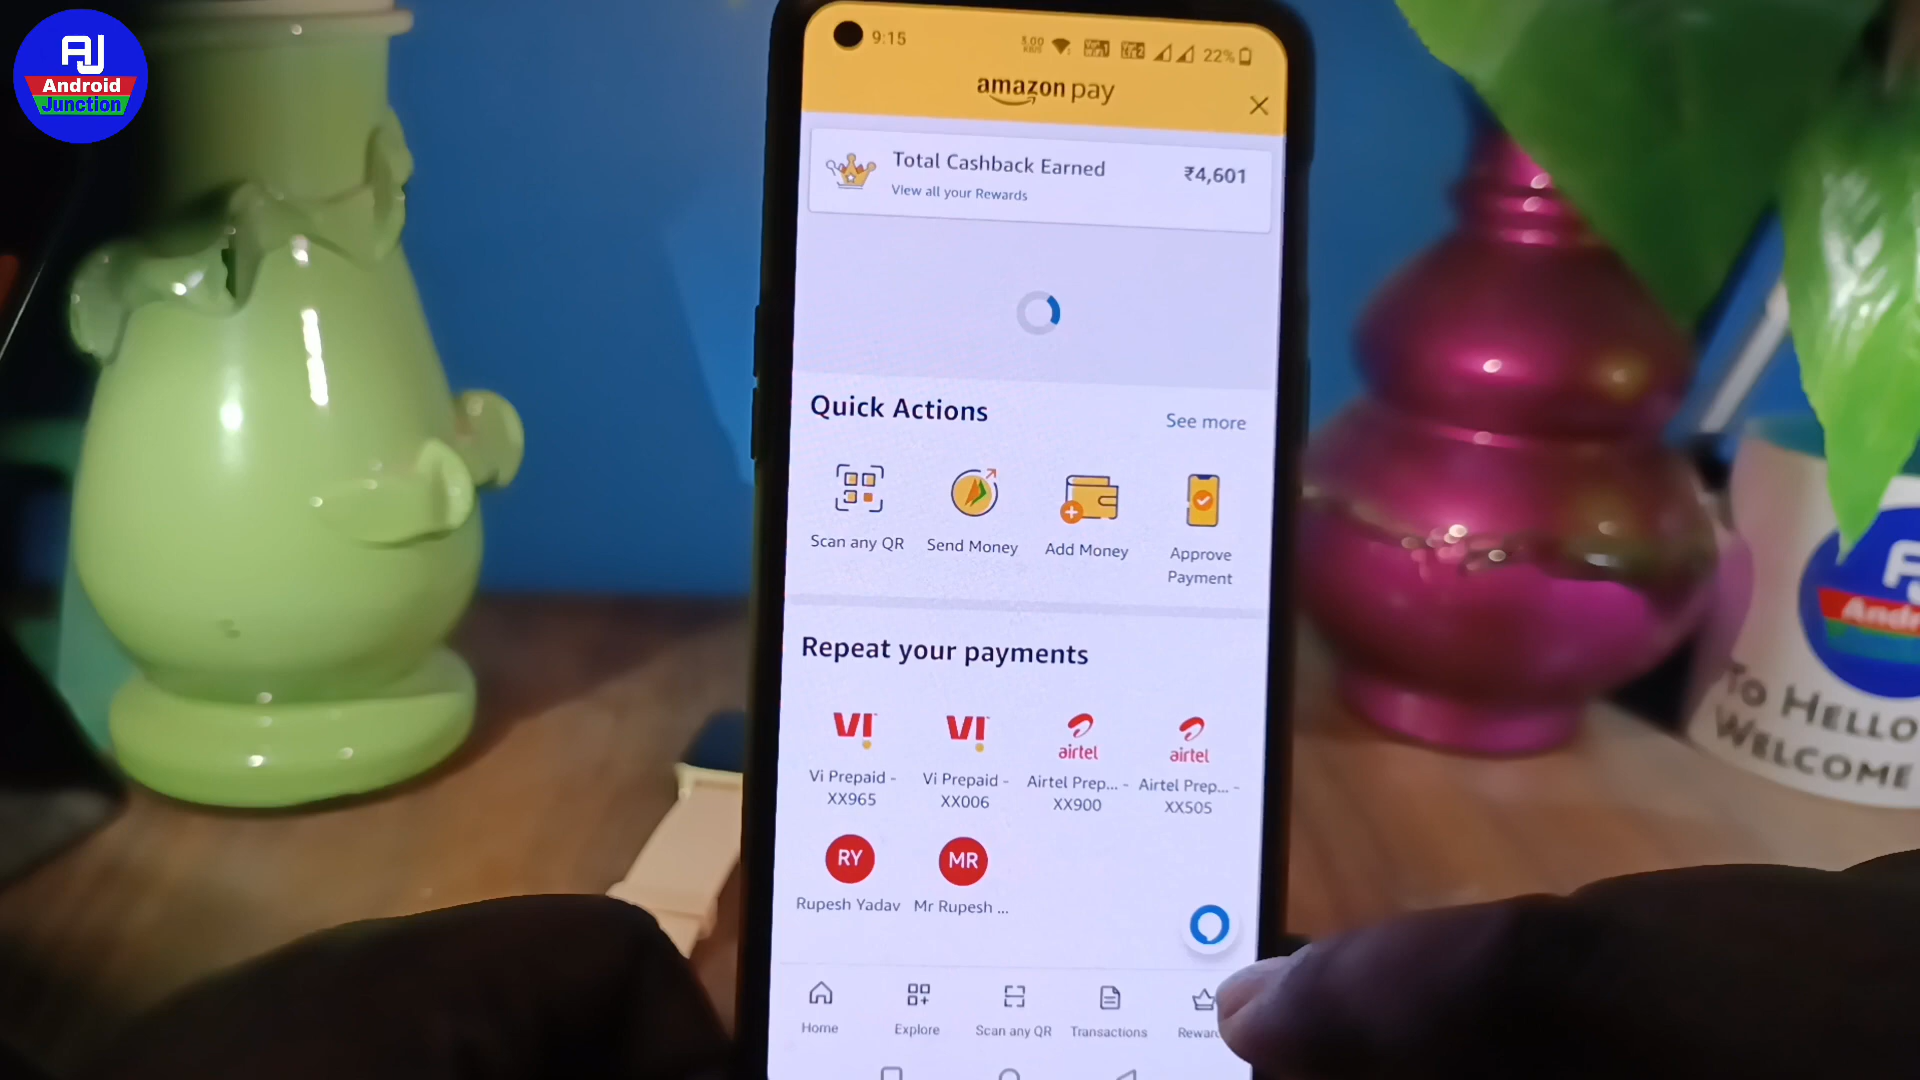 AJ
Android
Junction
9:15
22%
amazon pay
Total Cashback Earned
₹4,601
View all your Rewards
Quick Actions
See more
Scan any QR
Send Money
Add Money
Approve
Payment
Repeat your payments
VI
VI
airtel
airtel
Vi Prepaid -
XX965
Vi Prepaid -
XX006
Airtel Prep... -
XX900
Airtel Prep... -
XX505
RY
MR
Rupesh Yadav
Mr Rupesh ...
Home
Explore
Scan any QR
Transactions
Rewar
To HELLO
WELCOME